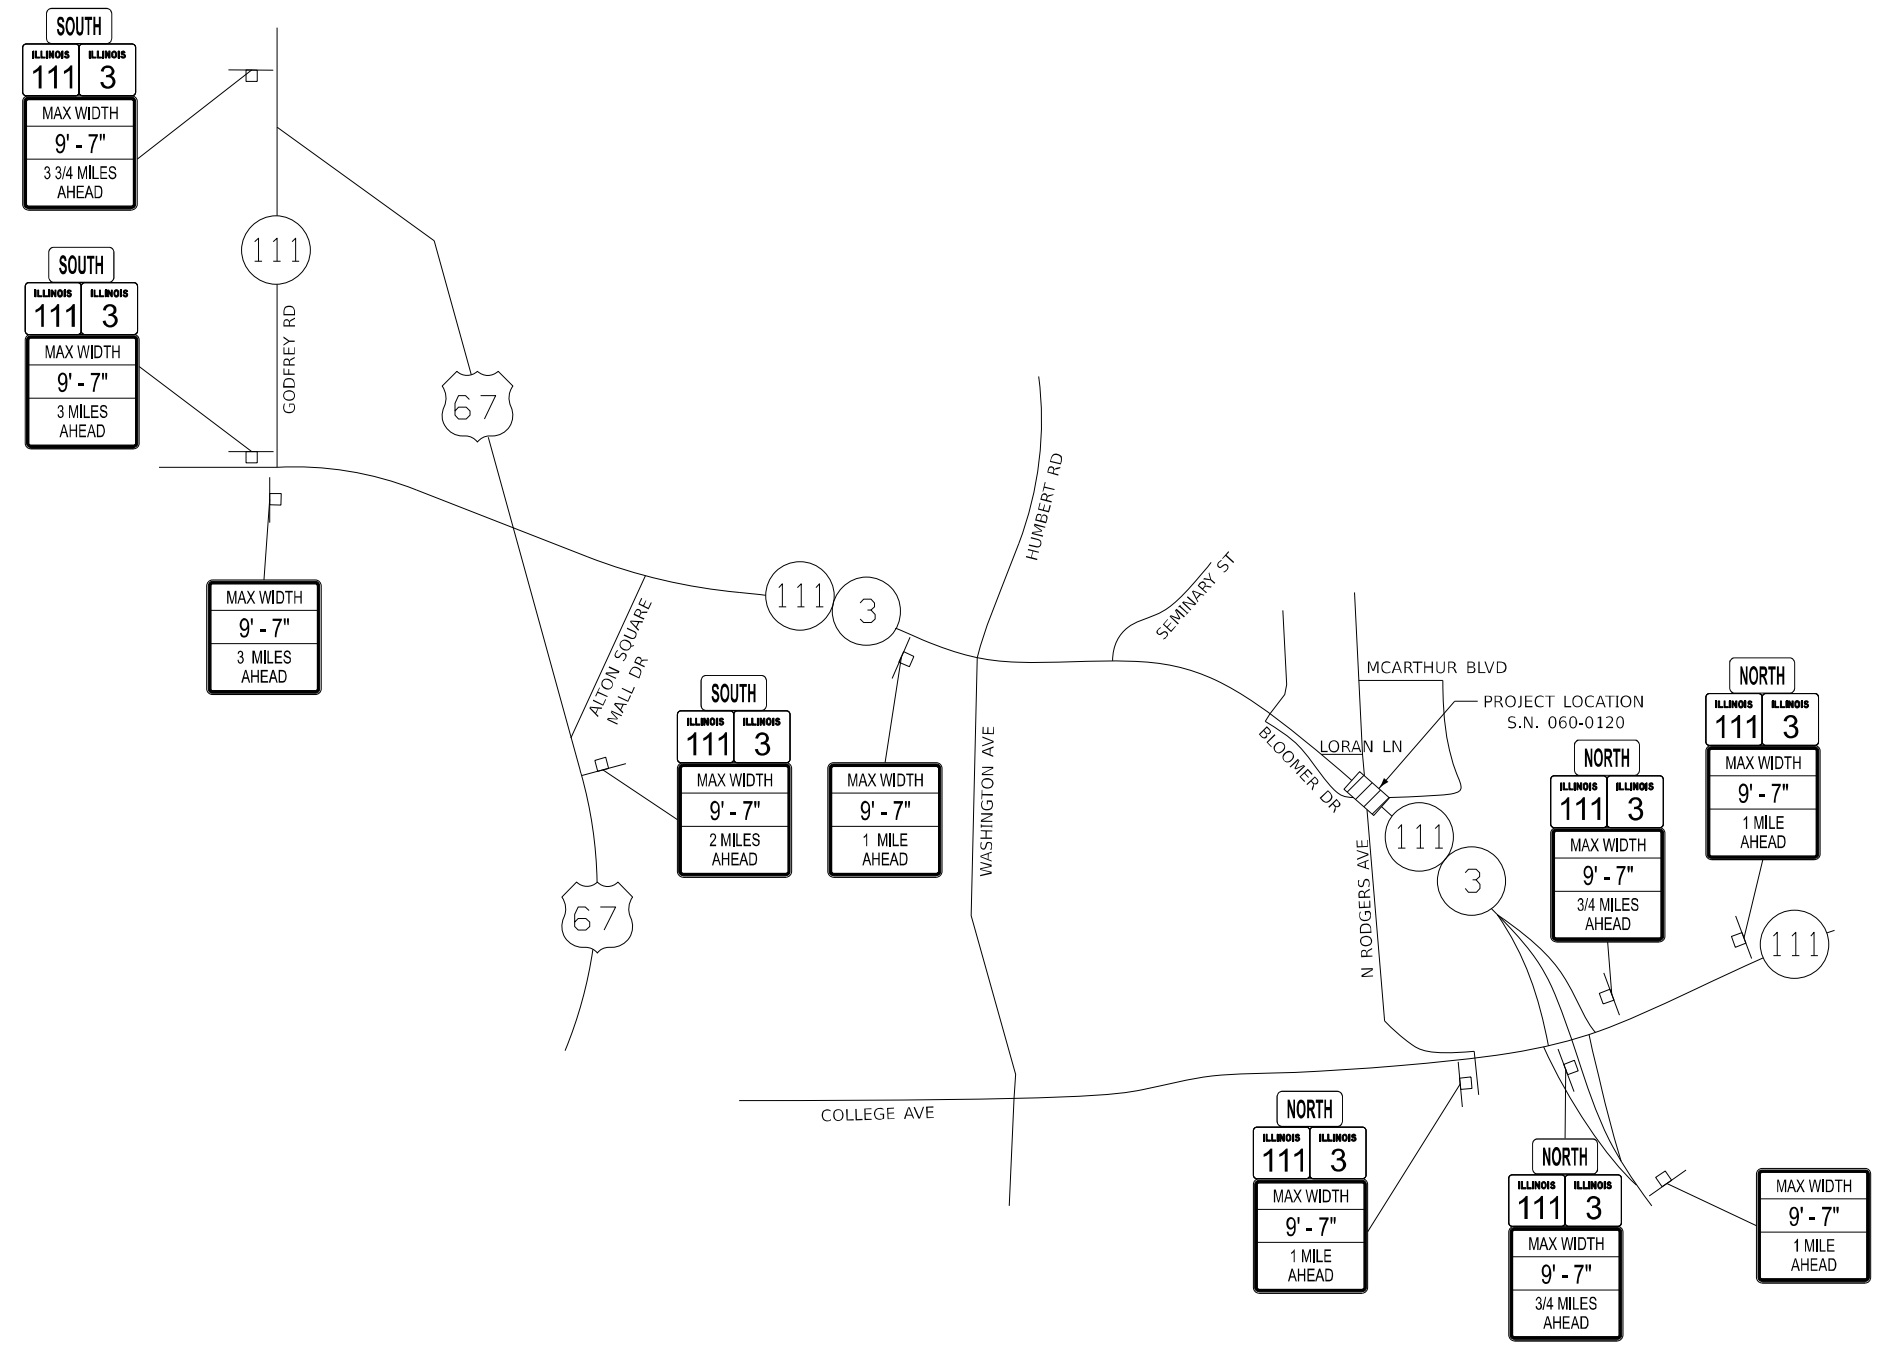 SOUTH
ILLINOIS ILLINOIS
111 3
MAX WIDTH
9' - 7"
3 3/4 MILES
AHEAD
SOUTH
ILLINOIS ILLINOIS
111 3
MAX WIDTH
9' - 7"
3 MILES
AHEAD
111
GODFREY RD
67
MAX WIDTH
9' - 7"
3 MILES
AHEAD
111 3
ALTON SQUARE
MALL DR
67
SOUTH
ILLINOIS ILLINOIS
111 3
MAX WIDTH
9' - 7"
2 MILES
AHEAD
MAX WIDTH
9' - 7"
1 MILE
AHEAD
HUMBERT RD
WASHINGTON AVE
SEMINARY ST
MCARTHUR BLVD
PROJECT LOCATION
S.N. 060-0120
LORAN LN
BLOOMER DR
N RODGERS AVE
111
3
NORTH
ILLINOIS ILLINOIS
111 3
MAX WIDTH
9' - 7"
3/4 MILES
AHEAD
NORTH
ILLINOIS ILLINOIS
111 3
MAX WIDTH
9' - 7"
1 MILE
AHEAD
111
COLLEGE AVE
NORTH
ILLINOIS ILLINOIS
111 3
MAX WIDTH
9' - 7"
1 MILE
AHEAD
NORTH
ILLINOIS ILLINOIS
111 3
MAX WIDTH
9' - 7"
3/4 MILES
AHEAD
MAX WIDTH
9' - 7"
1 MILE
AHEAD